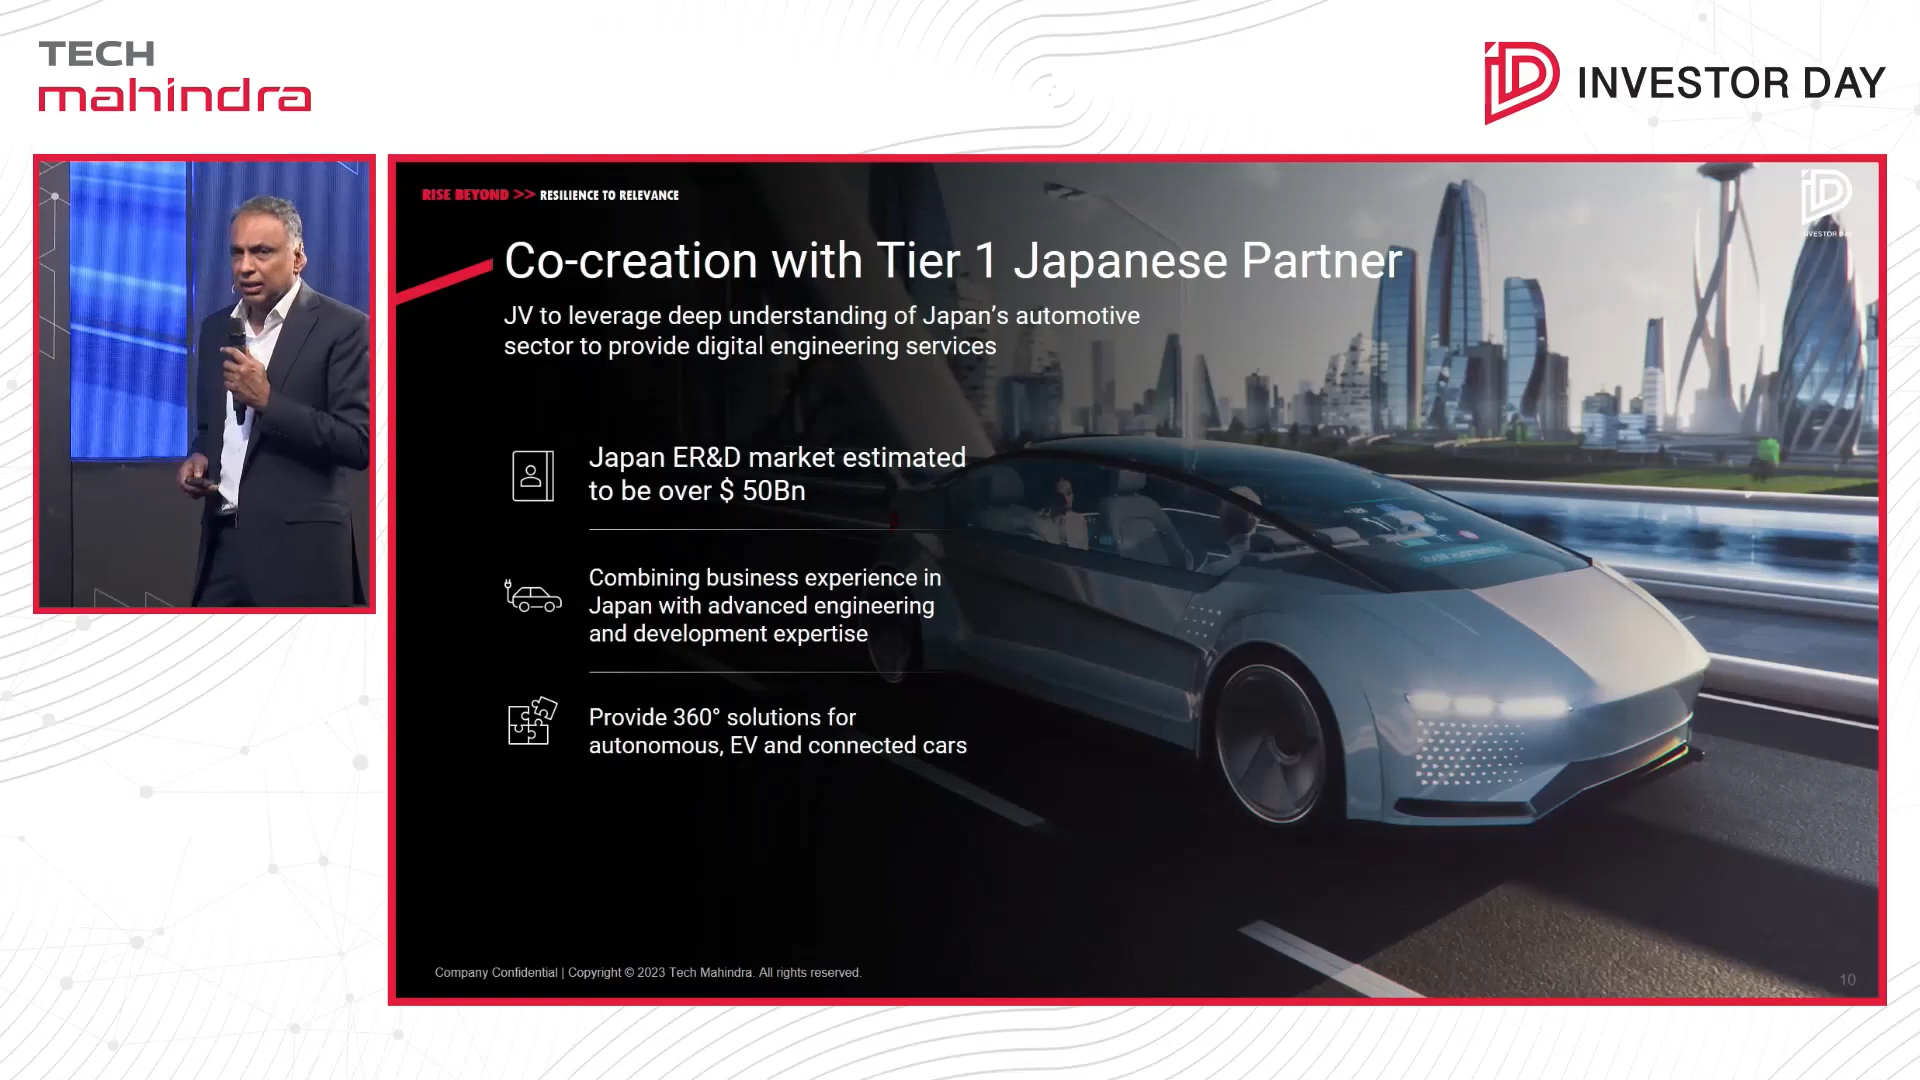 TECH
mahindra
INVESTOR DAY
RISE BEYOND >> RESILIENCE TO RELEVANCE
INVESTOR DAY
Co-creation with Tier 1 Japanese Partner
JV to leverage deep understanding of Japan’s automotive
sector to provide digital engineering services
Japan ER&D market estimated
to be over $ 50Bn
Combining business experience in
Japan with advanced engineering
and development expertise
Provide 360° solutions for
autonomous, EV and connected cars
Company Confidential | Copyright © 2023 Tech Mahindra. All rights reserved.
10